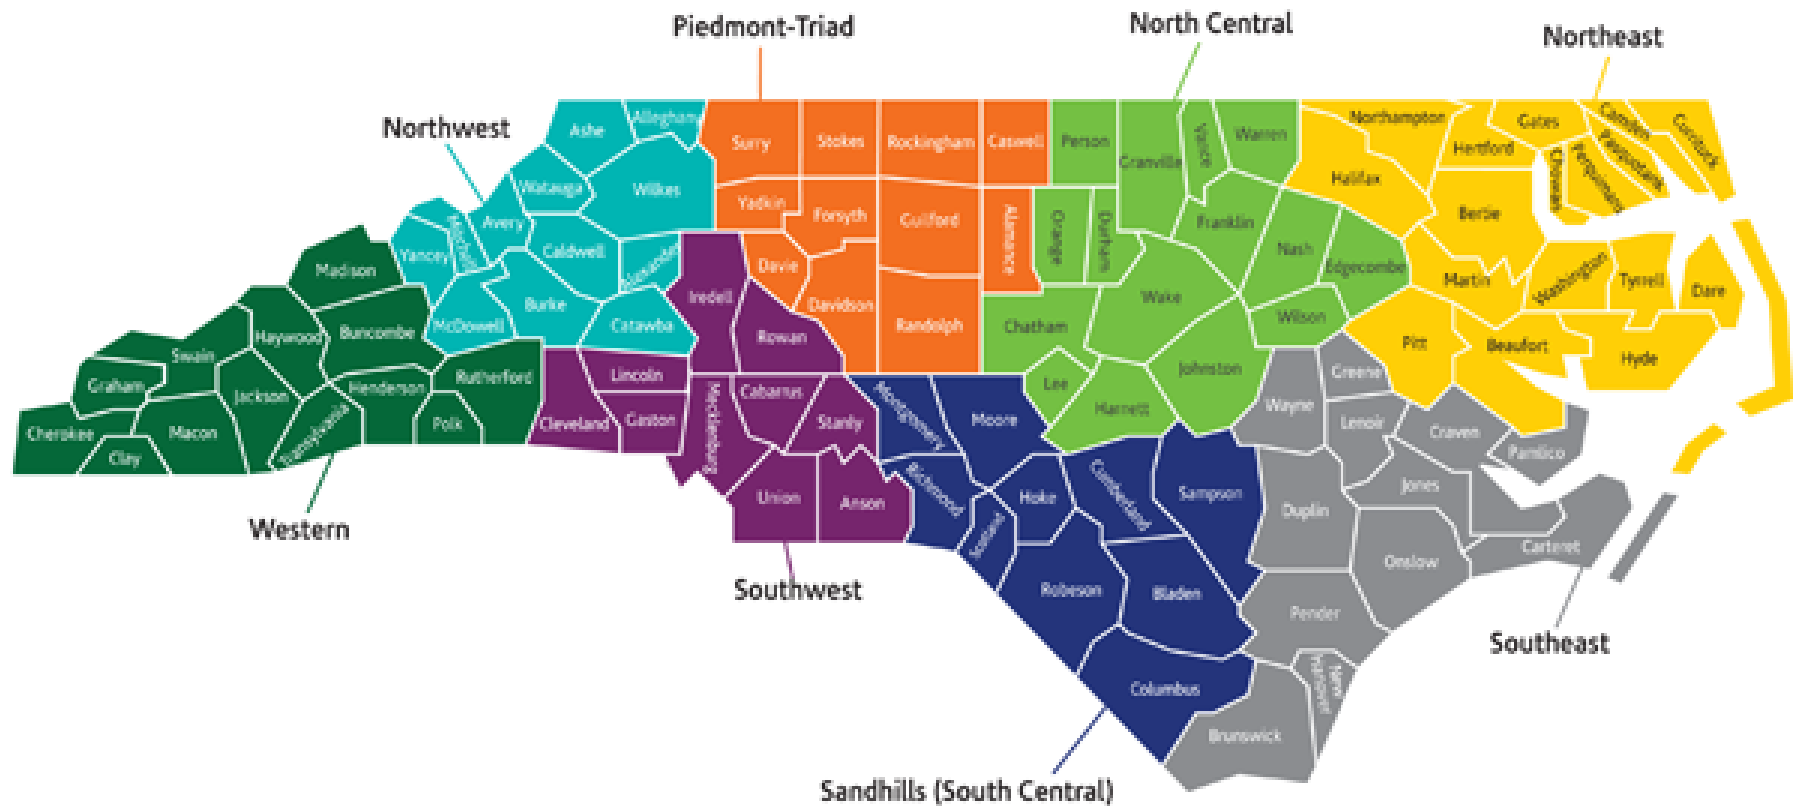 Piedmont-Triad
North Central
Northeast
Northwest
Ashe
Alleghany
Surry
Stokes
Rockingham
Caswell
Person
Granville
Vance
Warren
Northampton
Gates
Camden
Currituck
Hertford
Pasquotank
Perquimans
Chowan
Halifax
Watauga
Wilkes
Yadkin
Forsyth
Guilford
Alamance
Orange
Durham
Franklin
Nash
Edgecombe
Bertie
Avery
Mitchell
Yancey
Caldwell
Alexander
Iredell
Davie
Davidson
Randolph
Chatham
Wake
Wilson
Martin
Washington
Tyrrell
Dare
Madison
Buncombe
McDowell
Burke
Catawba
Rowan
Lee
Harnett
Johnston
Pitt
Beaufort
Hyde
Haywood
Swain
Graham
Jackson
Henderson
Rutherford
Polk
Transylvania
Macon
Cherokee
Clay
Lincoln
Cleveland
Gaston
Mecklenburg
Cabarrus
Stanly
Union
Anson
Montgomery
Moore
Richmond
Scotland
Hoke
Cumberland
Sampson
Wayne
Greene
Lenoir
Craven
Pamlico
Jones
Duplin
Onslow
Carteret
Western
Southwest
Robeson
Bladen
Pender
Southeast
Columbus
New
Hanover
Brunswick
Sandhills (South Central)